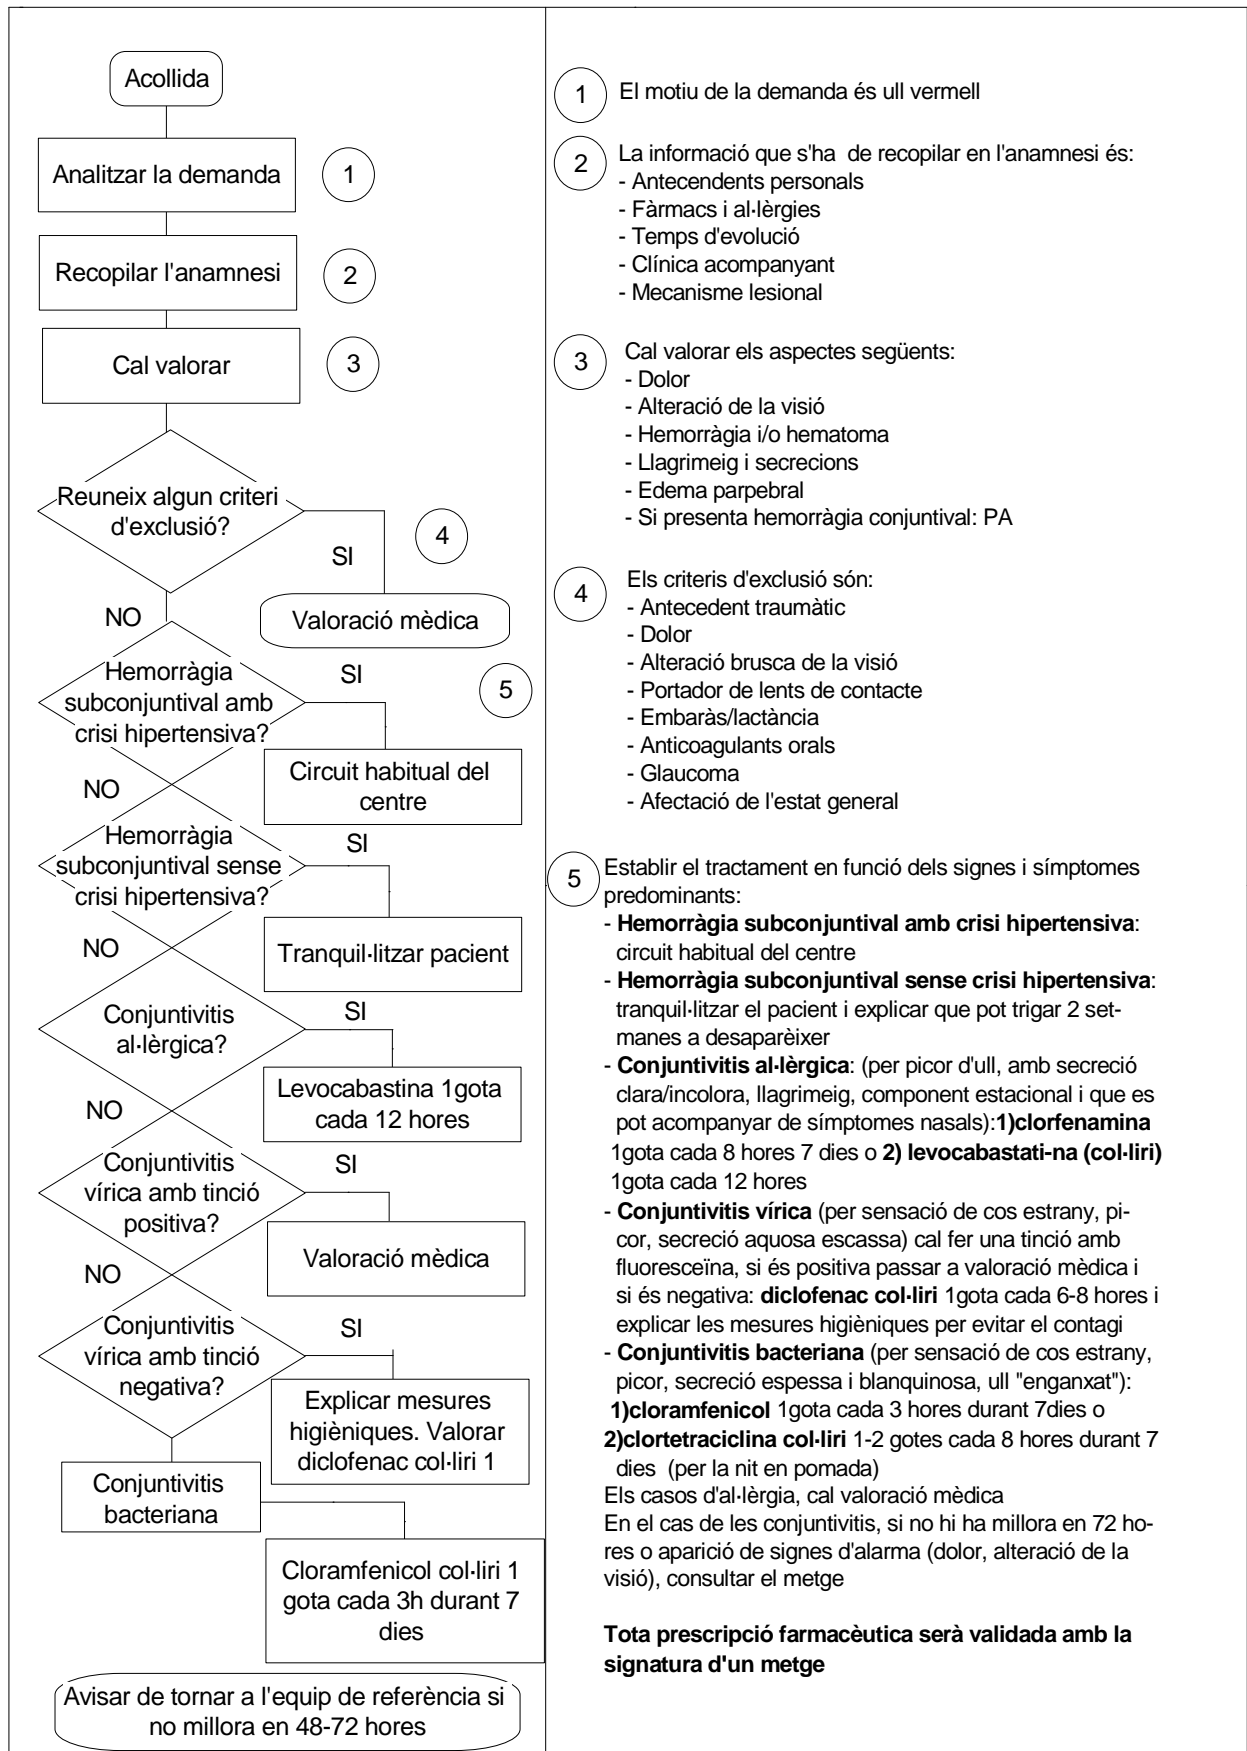 Acollida
Analitzar la demanda
1
Recopilar l'anamnesi
2
Cal valorar
3
Reuneix algun criteri
d'exclusió?
4
SI
NO
Valoració mèdica
Hemorràgia
subconjuntival amb
crisi hipertensiva?
SI
5
Circuit habitual del
centre
NO
Hemorràgia
subconjuntival sense
crisi hipertensiva?
SI
Tranquil·litzar pacient
NO
Conjuntivitis
al·lèrgica?
SI
Levocabastina 1gota
cada 12 hores
NO
Conjuntivitis
vírica amb tinció
positiva?
SI
Valoració mèdica
NO
Conjuntivitis
vírica amb tinció
negativa?
SI
Explicar mesures
higièniques. Valorar
diclofenac col·liri 1
Conjuntivitis
bacteriana
Cloramfenicol col·liri 1
gota cada 3h durant 7
dies
Avisar de tornar a l'equip de referència si
no millora en 48-72 hores
1 El motiu de la demanda és ull vermell
2 La informació que s'ha de recopilar en l'anamnesi és:
- Antecendents personals
- Fàrmacs i al·lèrgies
- Temps d'evolució
- Clínica acompanyant
- Mecanisme lesional
3 Cal valorar els aspectes següents:
- Dolor
- Alteració de la visió
- Hemorràgia i/o hematoma
- Llagrimeig i secrecions
- Edema parpebral
- Si presenta hemorràgia conjuntival: PA
4 Els criteris d'exclusió són:
- Antecedent traumàtic
- Dolor
- Alteració brusca de la visió
- Portador de lents de contacte
- Embaràs/lactància
- Anticoagulants orals
- Glaucoma
- Afectació de l'estat general
5 Establir el tractament en funció dels signes i símptomes
predominants:
- Hemorràgia subconjuntival amb crisi hipertensiva:
circuit habitual del centre
- Hemorràgia subconjuntival sense crisi hipertensiva:
tranquil·litzar el pacient i explicar que pot trigar 2 set-
manes a desaparèixer
- Conjuntivitis al·lèrgica: (per picor d'ull, amb secreció
clara/incolora, llagrimeig, component estacional i que es
pot acompanyar de símptomes nasals):1)clorfenamina
1gota cada 8 hores 7 dies o 2) levocabastati-na (col·liri)
1gota cada 12 hores
- Conjuntivitis vírica (per sensació de cos estrany, pi-
cor, secreció aquosa escassa) cal fer una tinció amb
fluoresceïna, si és positiva passar a valoració mèdica i
si és negativa: diclofenac col·liri 1gota cada 6-8 hores i
explicar les mesures higièniques per evitar el contagi
- Conjuntivitis bacteriana (per sensació de cos estrany,
picor, secreció espessa i blanquinosa, ull "enganxat"):
1)cloramfenicol 1gota cada 3 hores durant 7dies o
2)clortetraciclina col·liri 1-2 gotes cada 8 hores durant 7
dies (per la nit en pomada)
Els casos d'al·lèrgia, cal valoració mèdica
En el cas de les conjuntivitis, si no hi ha millora en 72 ho-
res o aparició de signes d'alarma (dolor, alteració de la
visió), consultar el metge
Tota prescripció farmacèutica serà validada amb la
signatura d'un metge